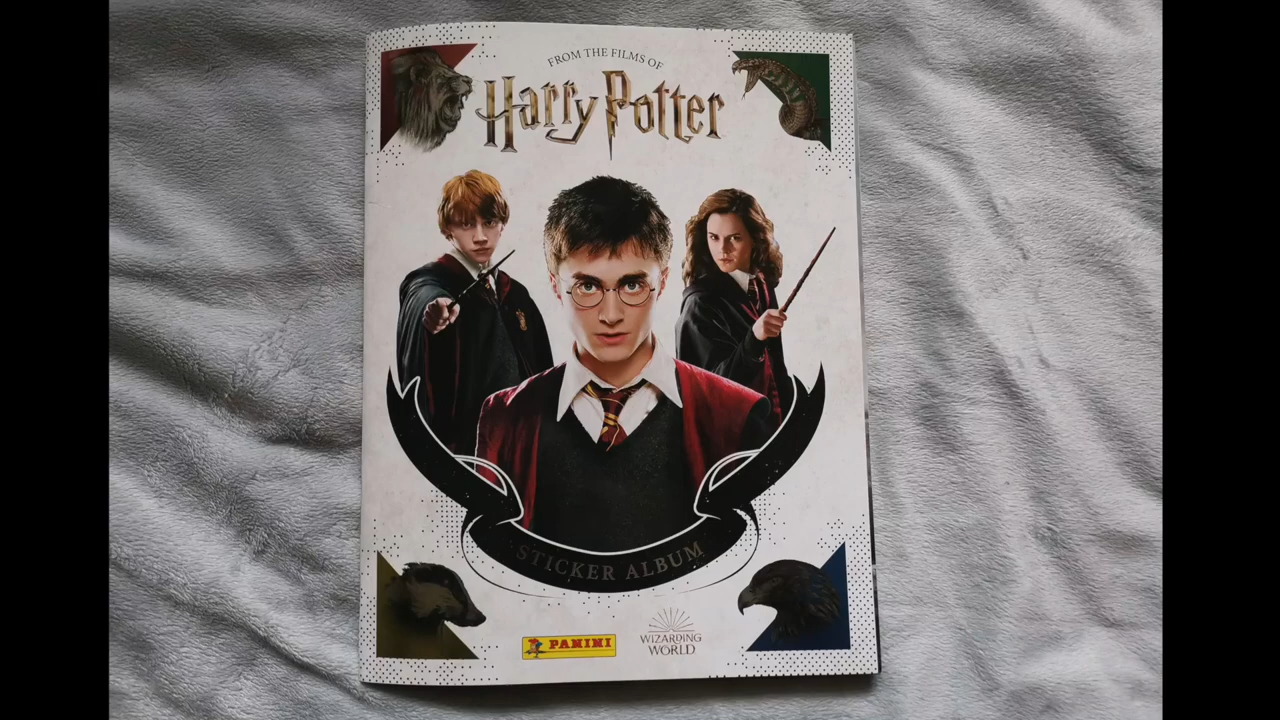 FROM THE FILMS OF
Harry Potter
STICKER ALBUM
PANINI
WIZARDING
WORLD